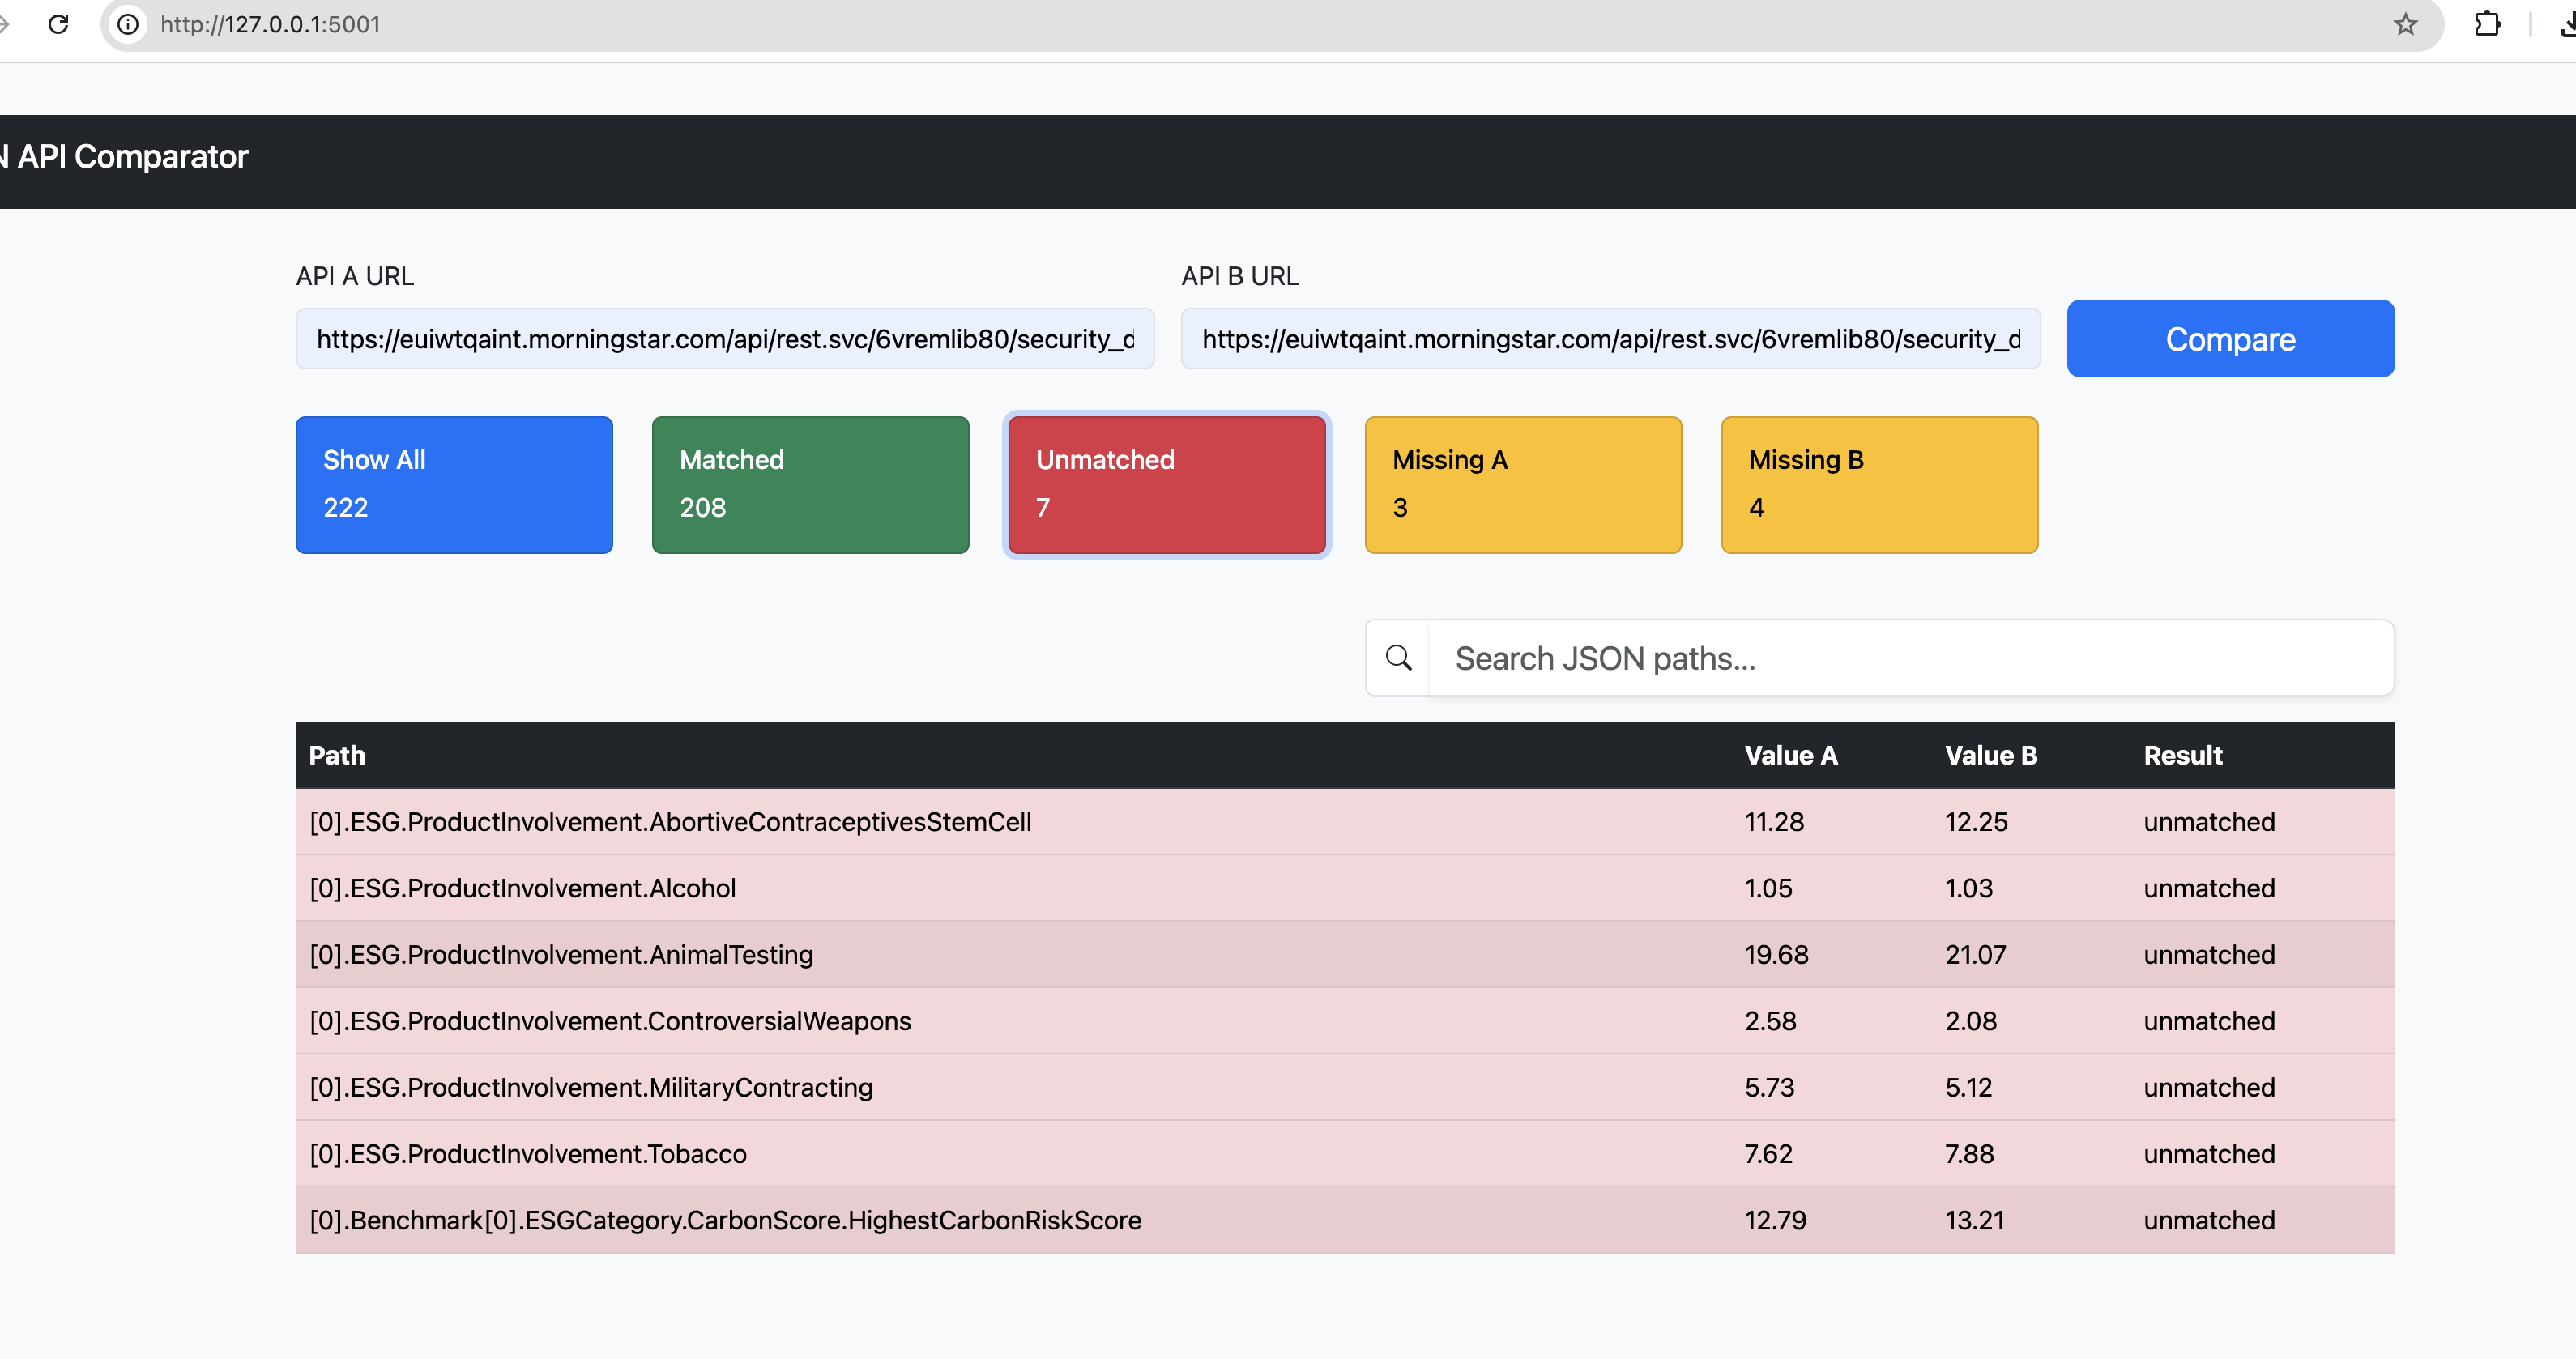 http://127.0.0.1:5001
N API Comparator
API A URL
API B URL
https://euiwtqaint.morningstar.com/api/rest.svc/6vremlib80/security_d
https://euiwtqaint.morningstar.com/api/rest.svc/6vremlib80/security_d
Compare
Show All
222
Matched
208
Unmatched
7
Missing A
3
Missing B
4
Search JSON paths...
Path Value A Value B Result
[0].ESG.ProductInvolvement.AbortiveContraceptivesStemCell 11.28 12.25 unmatched
[0].ESG.ProductInvolvement.Alcohol 1.05 1.03 unmatched
[0].ESG.ProductInvolvement.AnimalTesting 19.68 21.07 unmatched
[0].ESG.ProductInvolvement.ControversialWeapons 2.58 2.08 unmatched
[0].ESG.ProductInvolvement.MilitaryContracting 5.73 5.12 unmatched
[0].ESG.ProductInvolvement.Tobacco 7.62 7.88 unmatched
[0].Benchmark[0].ESGCategory.CarbonScore.HighestCarbonRiskScore 12.79 13.21 unmatched